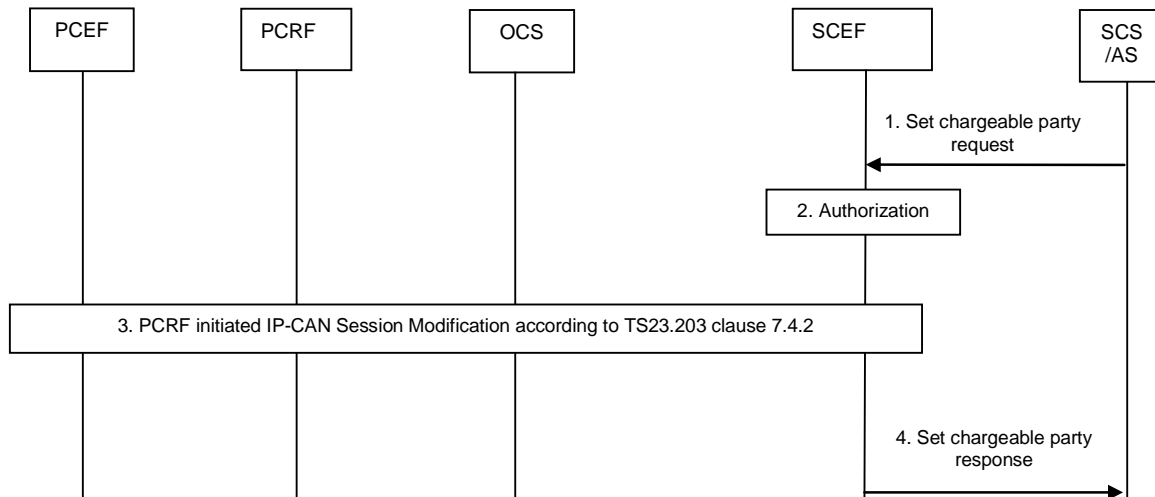 PCEF
PCRF
OCS
SCEF
SCS
/AS
1. Set chargeable party
request
2. Authorization
3. PCRF initiated IP-CAN Session Modification according to TS23.203 clause 7.4.2
4. Set chargeable party
response